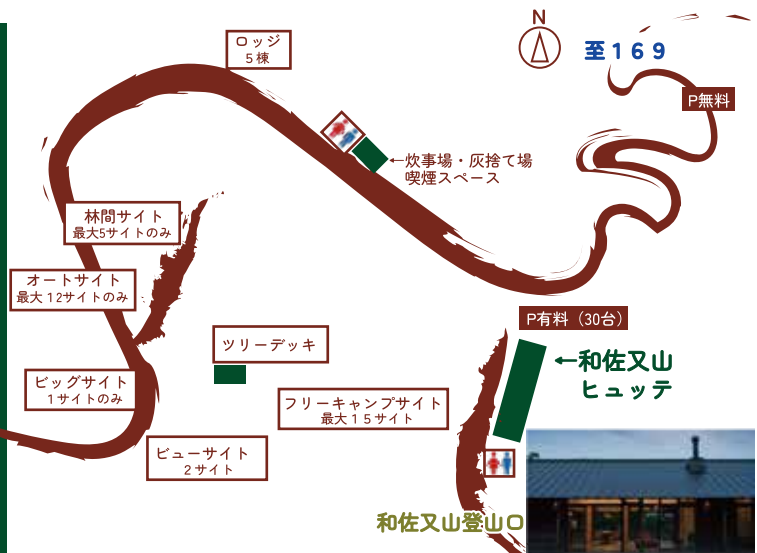 N
至１６９
ロッジ
５棟
P無料
←炊事場・灰捨て場
喫煙スペース
林間サイト
最大5サイトのみ
オートサイト
最大１2サイトのみ
P有料（30台）
ツリーデッキ
←和佐又山
ヒュッテ
ビッグサイト
１サイトのみ
フリーキャンプサイト
最大１５サイト
ビューサイト
２サイト
和佐又山登山口